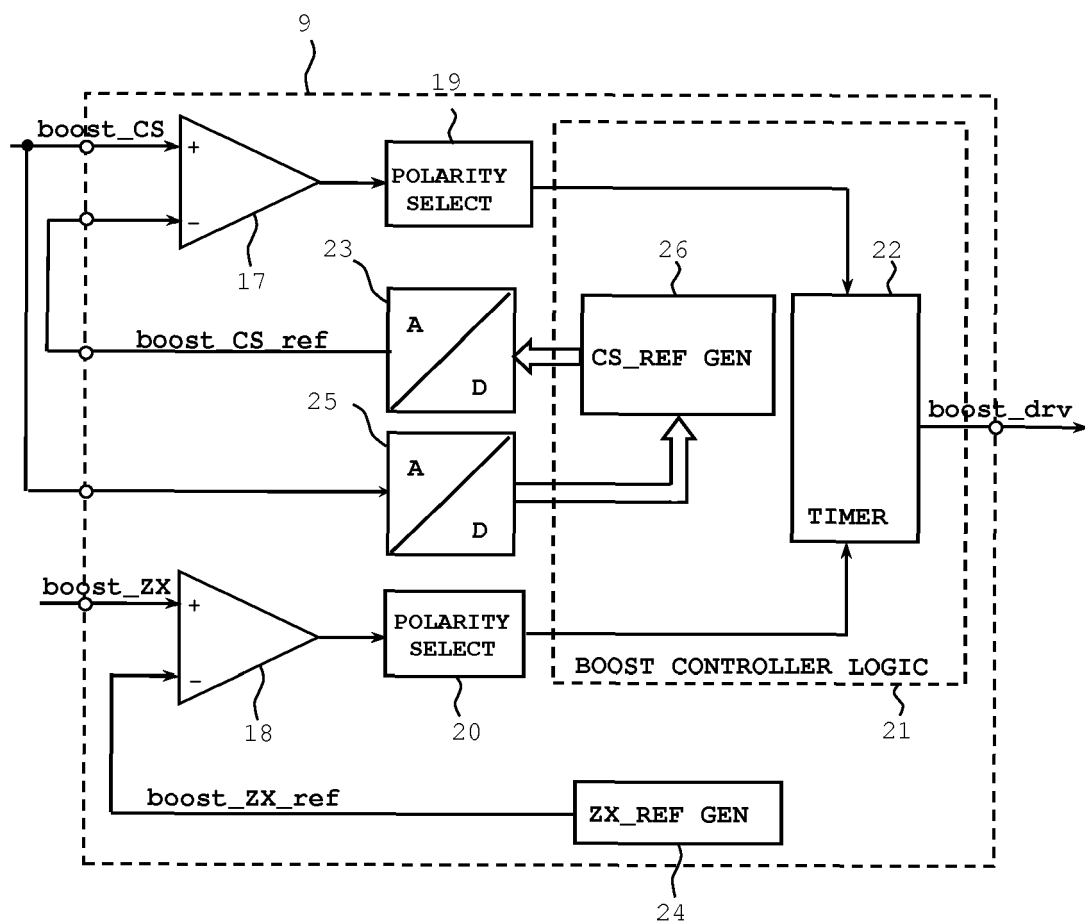 9
19
boost_CS
+
−
POLARITY
SELECT
17
23
26
22
A
D
boost_CS_ref
CS_REF GEN
25
boost_drv
A
D
TIMER
boost_ZX
+
−
POLARITY
SELECT
BOOST CONTROLLER LOGIC
18
20
21
boost_ZX_ref
ZX_REF GEN
24